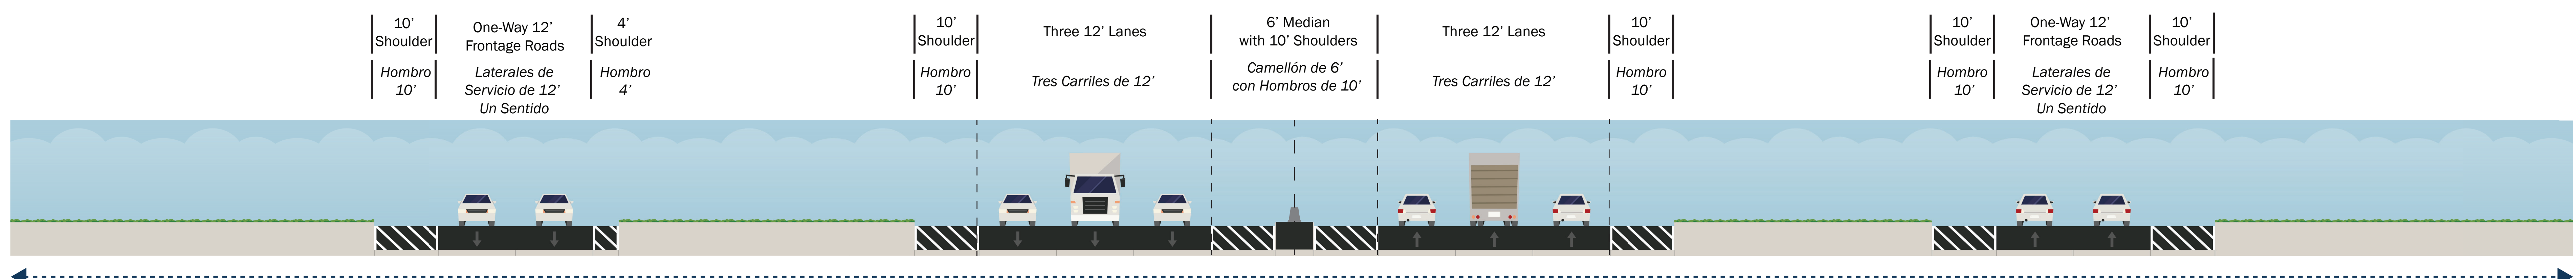 10’
Shoulder
Hombro
10’
One-Way 12’
Frontage Roads
Laterales de
Servicio de 12’
Un Sentido
4’
Shoulder
Hombro
4’
10’
Shoulder
Hombro
10’
Three 12’ Lanes
Tres Carriles de 12’
6’ Median
with 10’ Shoulders
Camellón de 6’
con Hombros de 10’
Three 12’ Lanes
Tres Carriles de 12’
10’
Shoulder
Hombro
10’
10’
Shoulder
Hombro
10’
One-Way 12’
Frontage Roads
Laterales de
Servicio de 12’
Un Sentido
10’
Shoulder
Hombro
10’